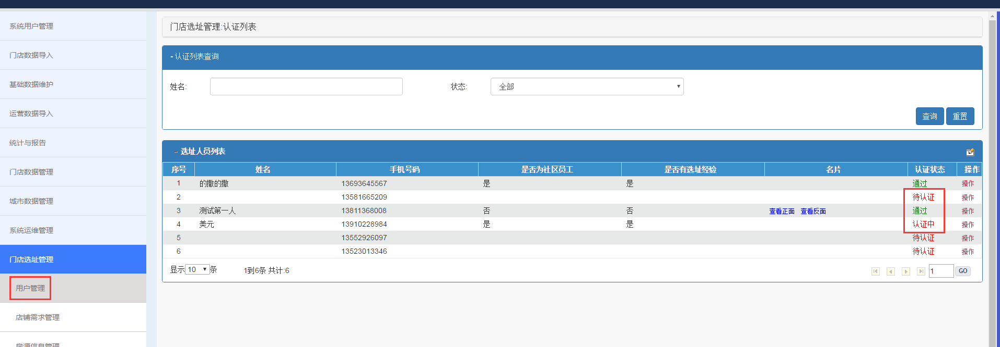 系统用户管理
门店数据导入
基础数据维护
运营数据导入
统计与报告
门店数据管理
城市数据管理
系统运维管理
门店选址管理
用户管理
店铺需求管理
房源信息管理
门店选址管理:认证列表
- 认证列表查询
姓名: 状态: 全部
查询 重置
选址人员列表
序号 姓名 手机号码 是否为社区员工 是否有选址经验 名片 认证状态 操作
1 的撒的撒 13693645567 是 是 通过 操作
2 13581665209 待认证 操作
3 测试第一人 13811368008 否 否 查看正面 查看反面 通过 操作
4 美元 13910228984 是 是 认证中 操作
5 13552926097 待认证 操作
6 13523013346 待认证 操作
显示 10 条 1到6条 共计:6 1 GO